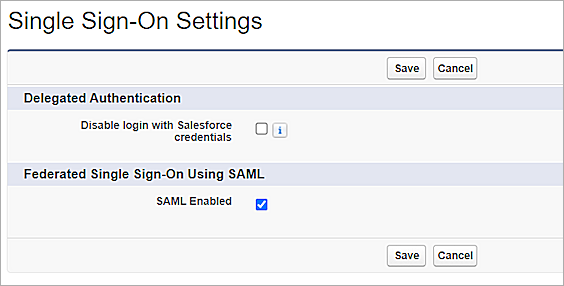 Single Sign-On Settings
Save Cancel
Delegated Authentication
Disable login with Salesforce
credentials
i
Federated Single Sign-On Using SAML
SAML Enabled
Save Cancel